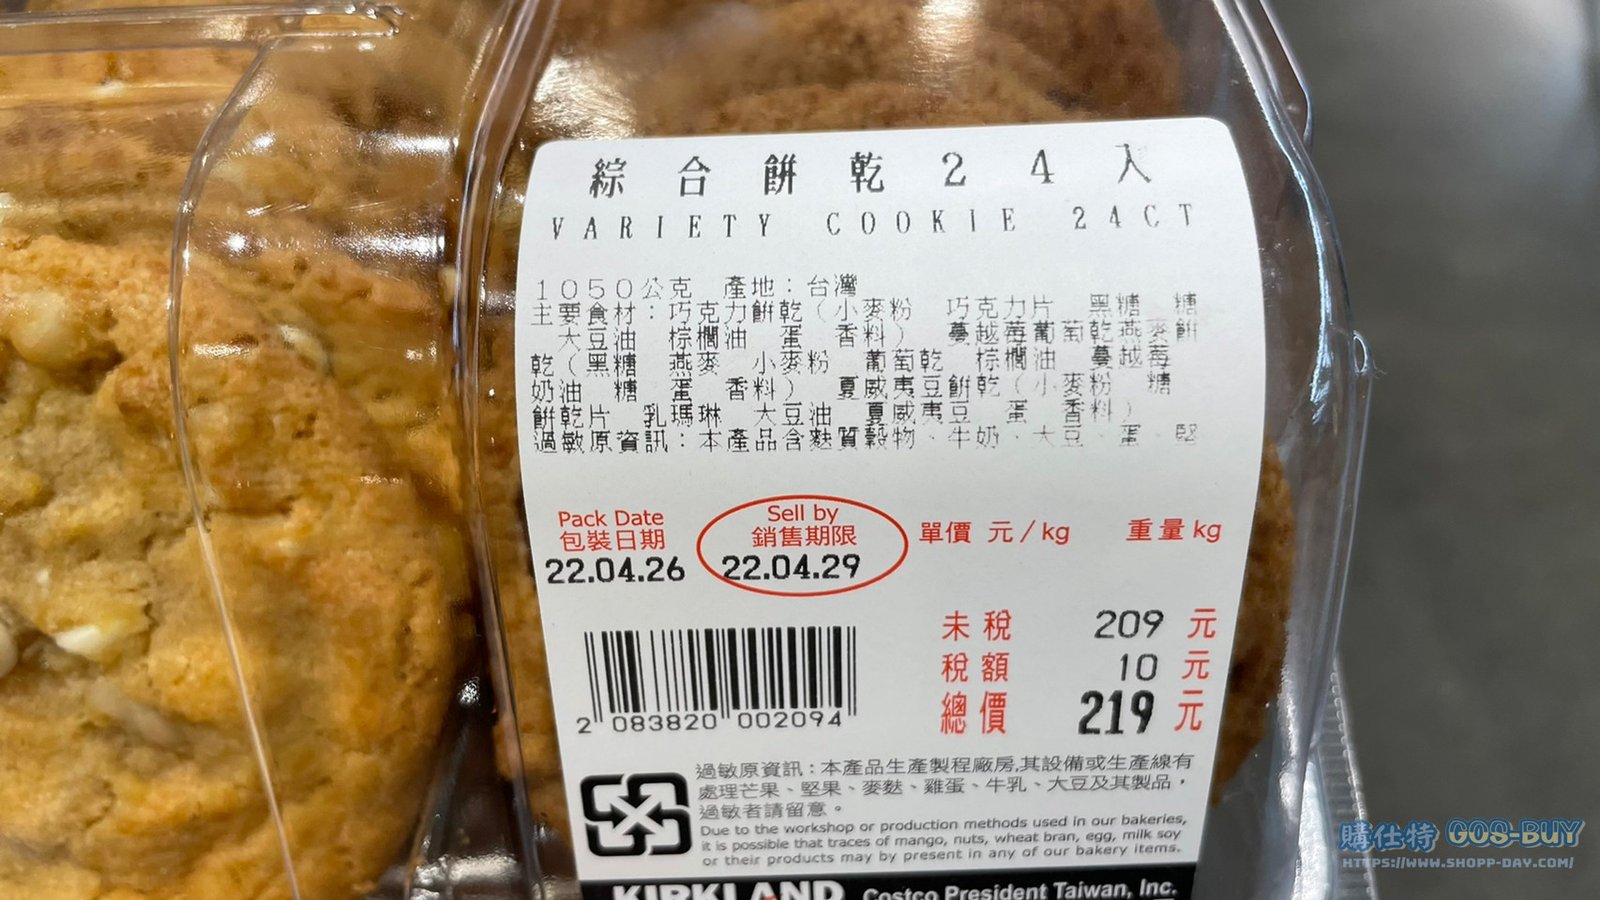 綜合餅乾24入
VARIETY COOKIE 24CT
1050公克 產地：台灣
主要食材：巧克力餅乾（小麥粉 巧克力片 黑糖 糖
大豆油 棕櫚油 蛋 香料） 蔓越莓葡萄乾燕麥餅
乾（黑糖 燕麥 小麥粉 葡萄乾 棕櫚油 蔓越莓
奶油 糖 蛋 香料） 夏威夷豆餅乾（小麥粉 糖
餅乾片 乳瑪琳 大豆油 夏威夷豆 蛋 香料）
過敏原資訊：本產品含麩質穀物、牛奶、大豆、蛋、堅
Pack Date
包裝日期
22.04.26
Sell by
銷售期限
22.04.29
單價 元/kg
重量kg
未稅 209 元
稅額 10 元
總價 219 元
2 083820 002094
過敏原資訊：本產品生產製程廠房,其設備或生產線有
處理芒果、堅果、麥麩、雞蛋、牛乳、大豆及其製品，
過敏者請留意。
Due to the workshop or production methods used in our bakeries,
it is possible that traces of mango, nuts, wheat bran, egg, milk soy
or their products may by present in any of our bakery items.
KIRKLAND
Costco President Taiwan, Inc.
購仕特 GOS-BUY
HTTPS://WWW.SHOPP-DAY.COM/